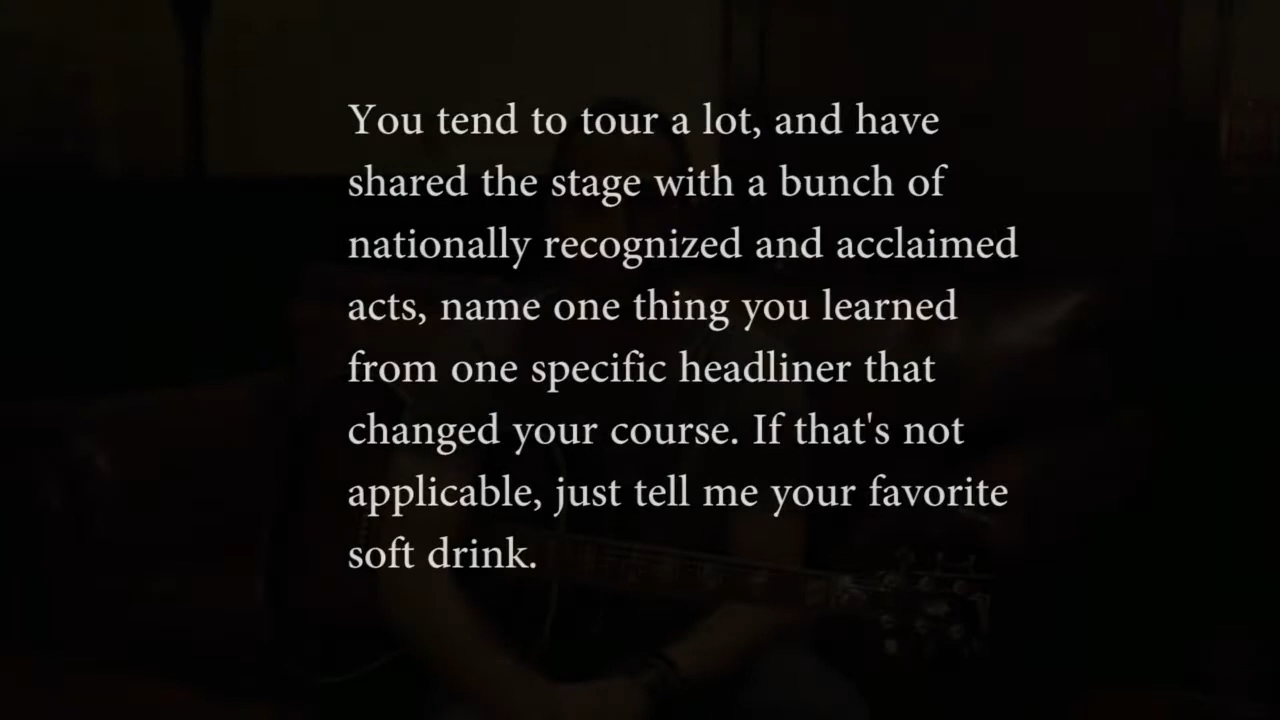 You tend to tour a lot, and have
shared the stage with a bunch of
nationally recognized and acclaimed
acts, name one thing you learned
from one specific headliner that
changed your course. If that's not
applicable, just tell me your favorite
soft drink.